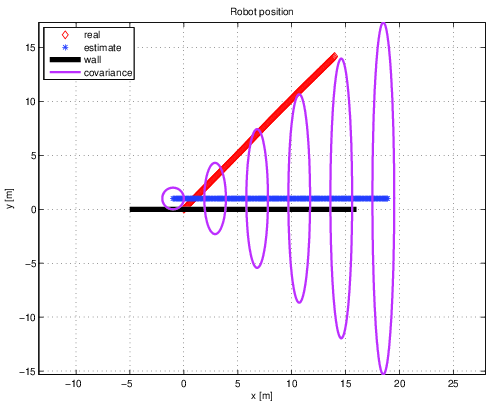 Robot position
real
estimate
wall
covariance
15
10
5
0
−5
−10
−15
y [m]
−10 −5 0 5 10 15 20 25
x [m]